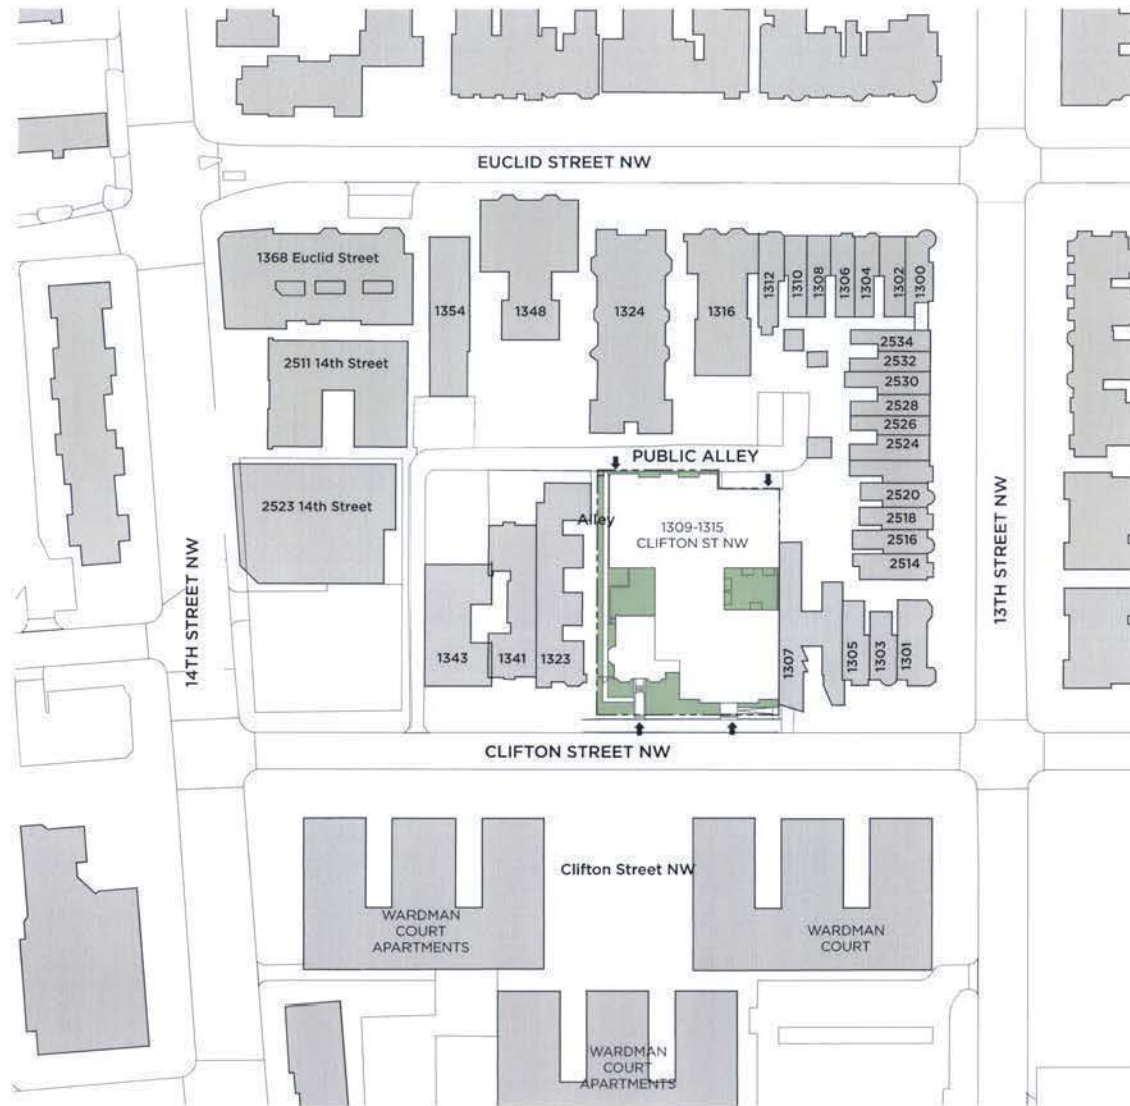 EUCLID STREET NW
1368 Euclid Street
1354
1348
1324
1316
1312
1310
1308
1306
1304
1302
1300
2511 14th Street
2534
2532
2530
2528
2526
2524
PUBLIC ALLEY
2523 14th Street
Alley
1309-1315
CLIFTON ST NW
2520
2518
2516
2514
14TH STREET NW
13TH STREET NW
1343
1341
1323
1307
1305
1303
1301
CLIFTON STREET NW
Clifton Street NW
WARDMAN
COURT
APARTMENTS
WARDMAN
COURT
WARDMAN
COURT
APARTMENTS